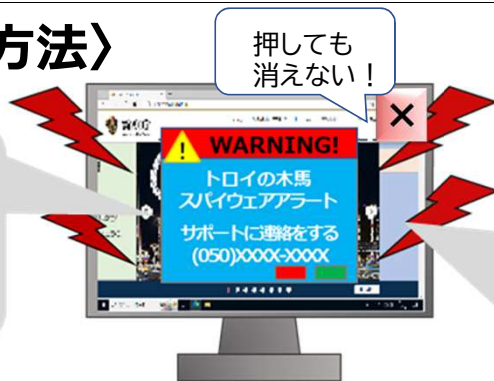 方法〉
押しても
消えない！
×
WARNING!
!
トロイの木馬
スパイウェアアラート
サポートに連絡をする
(050)XXXX-XXXX